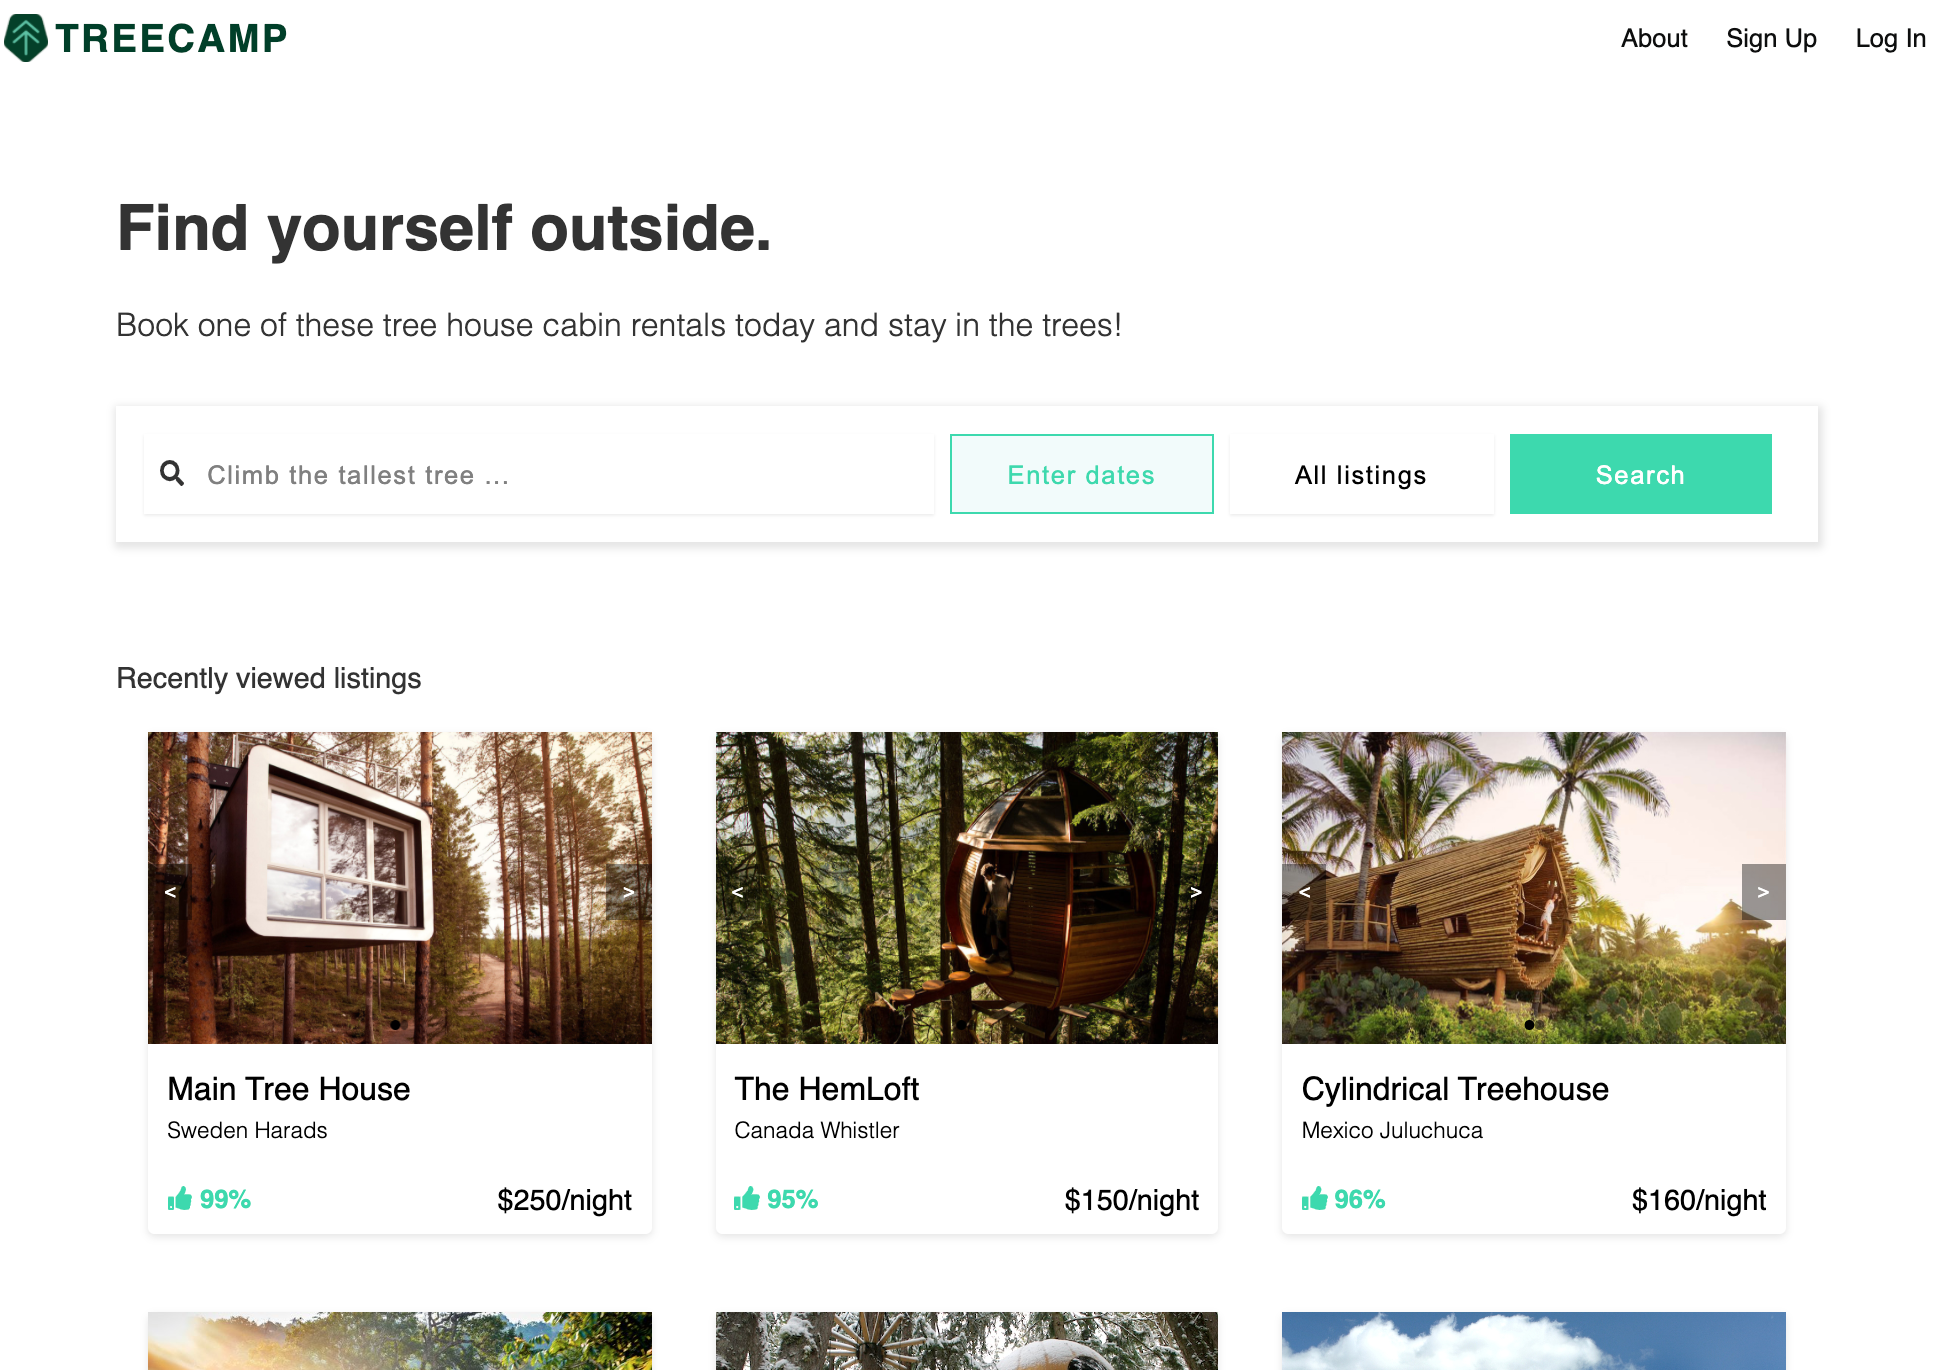 TREECAMP
About Sign Up Log In
Find yourself outside.
Book one of these tree house cabin rentals today and stay in the trees!
Climb the tallest tree ... Enter dates All listings Search
Recently viewed listings
< > < > < >
Main Tree House
Sweden Harads
99% $250/night
The HemLoft
Canada Whistler
95% $150/night
Cylindrical Treehouse
Mexico Juluchuca
96% $160/night